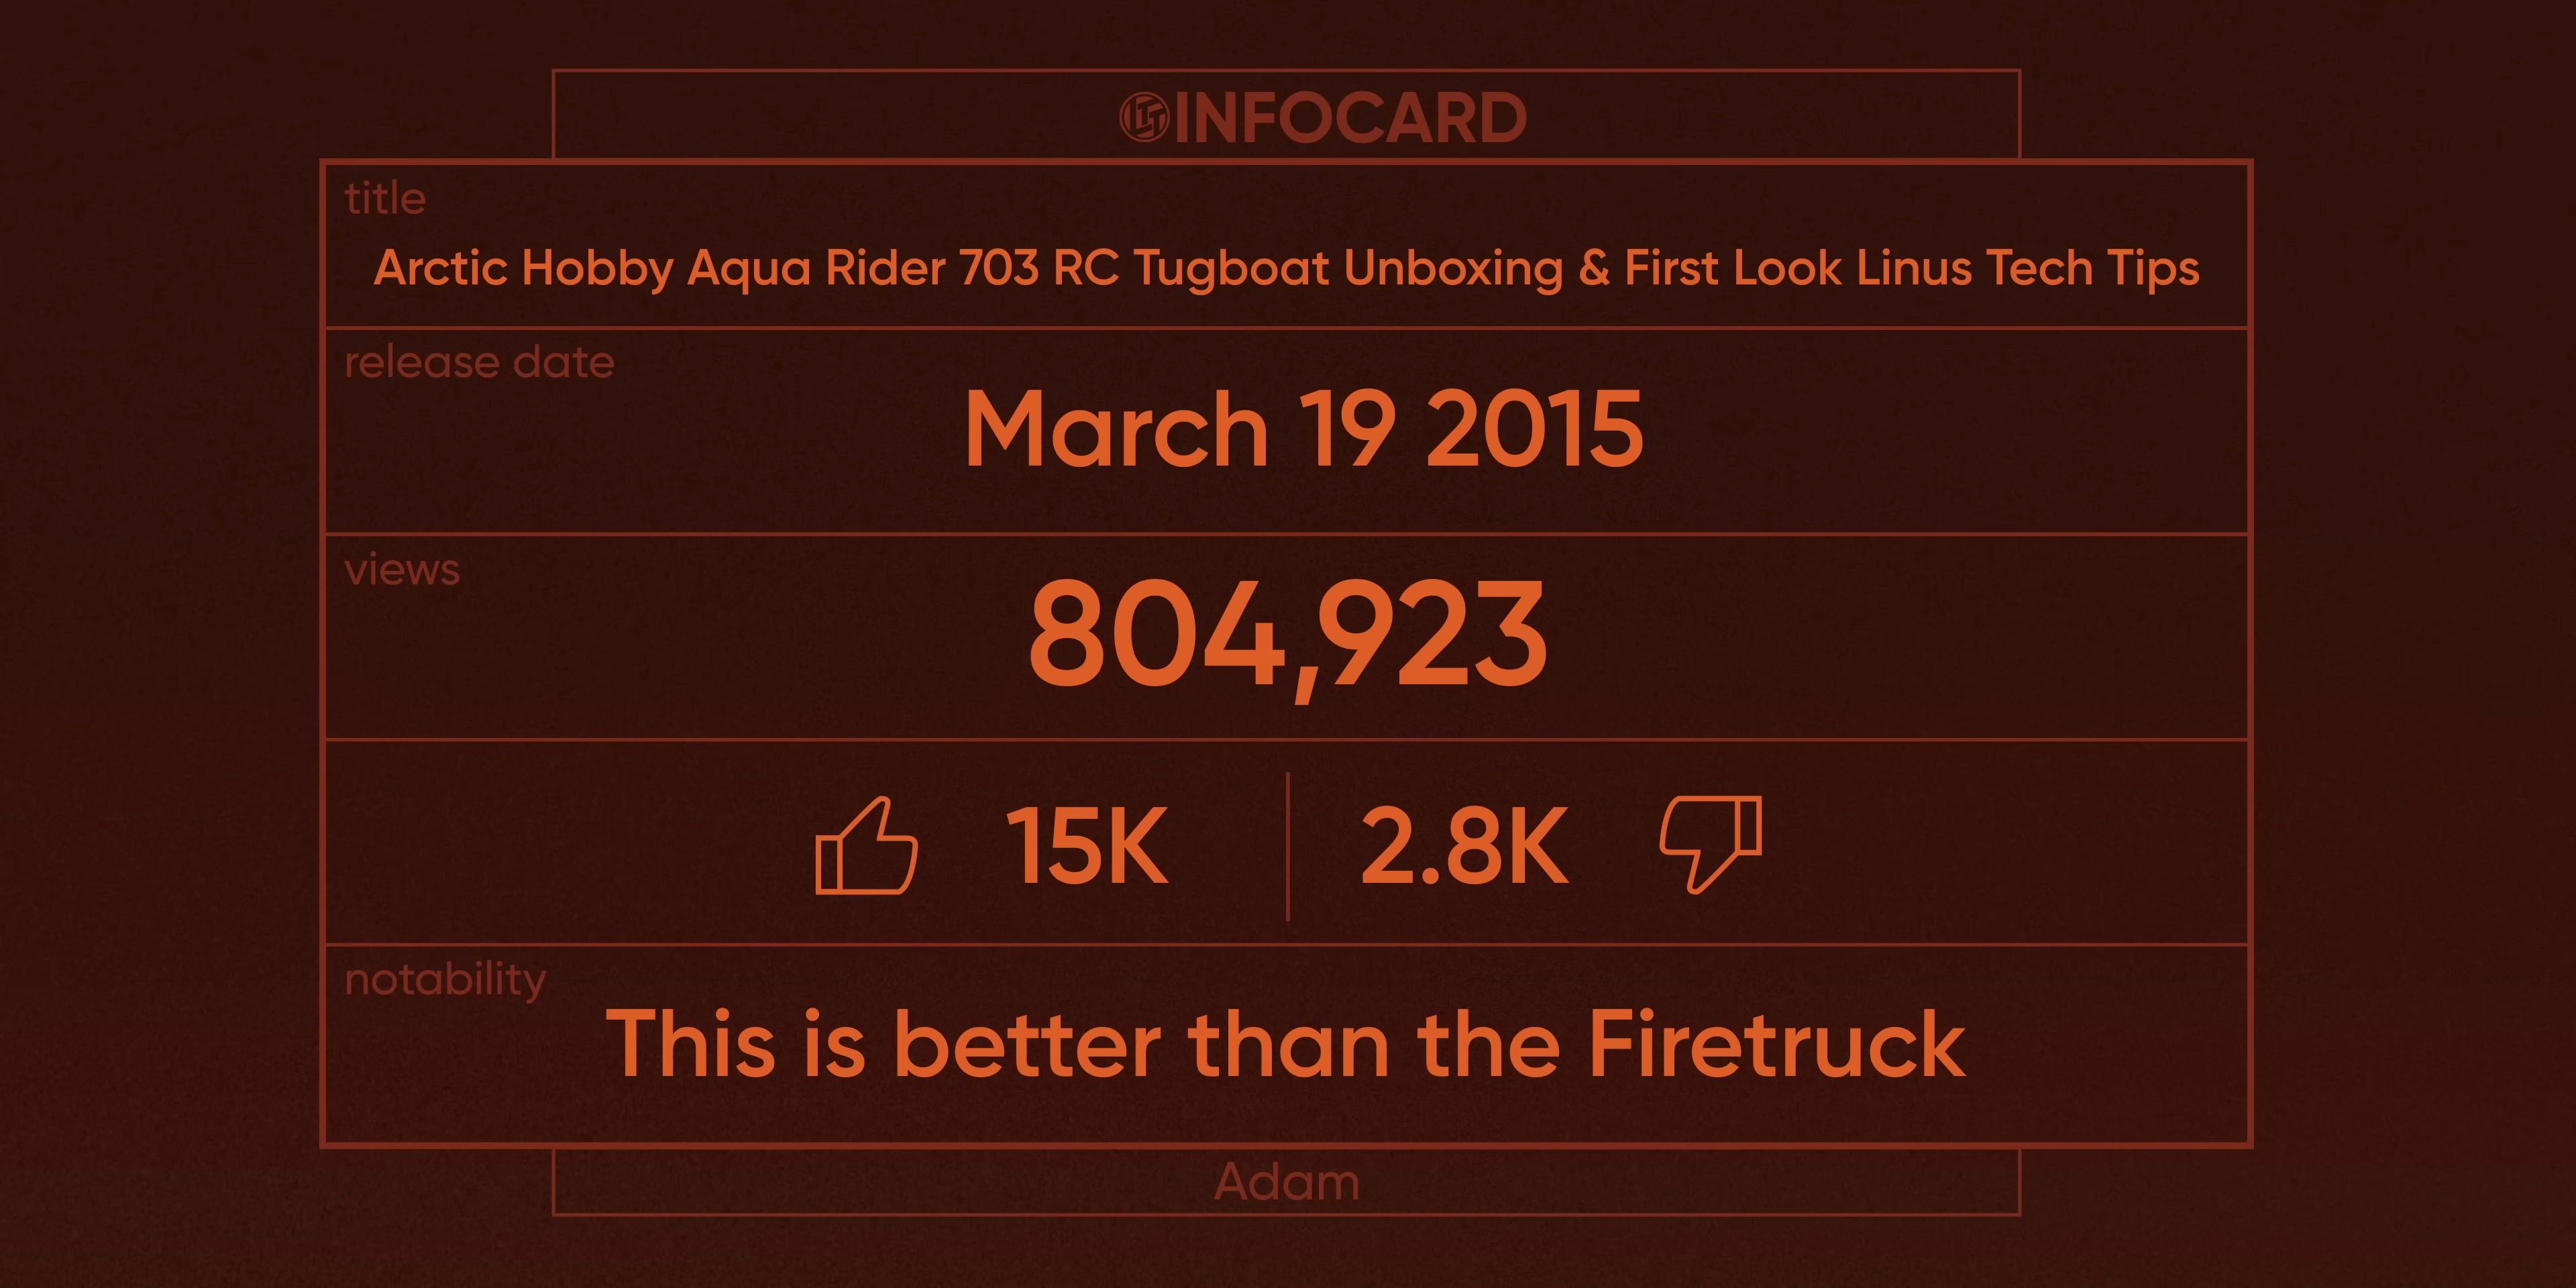 LTT INFOCARD
title
Arctic Hobby Aqua Rider 703 RC Tugboat Unboxing & First Look Linus Tech Tips
release date
March 19 2015
views
804,923
15K
2.8K
notability
This is better than the Firetruck
Adam